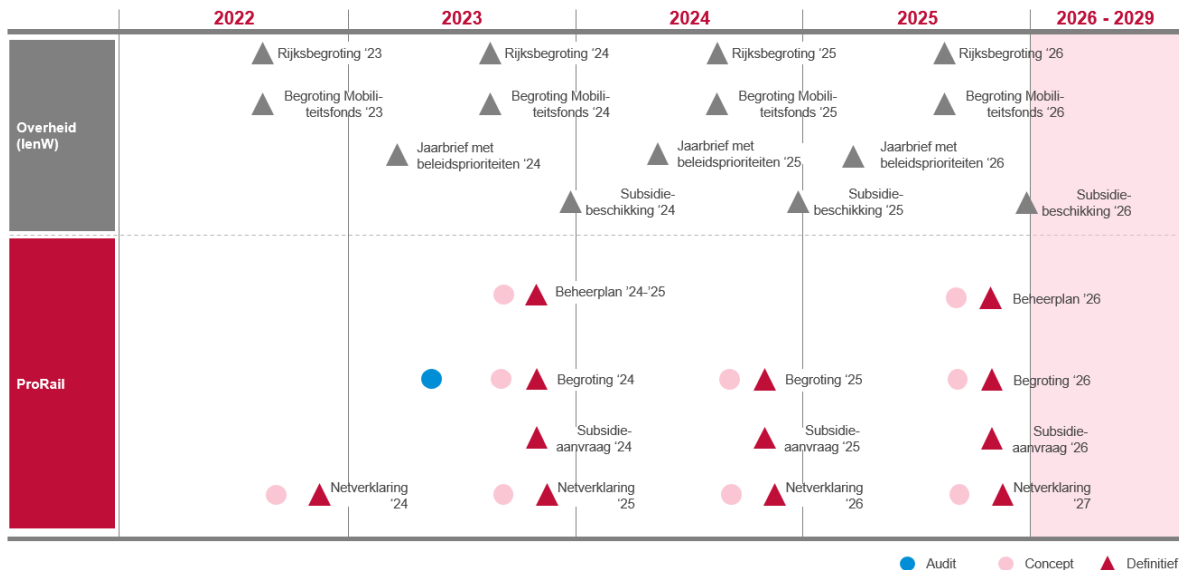 2022
2023
2024
2025
2026 - 2029
Overheid
(IenW)
Rijksbegroting ‘23
Rijksbegroting ‘24
Rijksbegroting ‘25
Rijksbegroting ‘26
Begroting Mobili-
teitsfonds ‘23
Begroting Mobili-
teitsfonds ‘24
Begroting Mobili-
teitsfonds ‘25
Begroting Mobili-
teitsfonds ‘26
Jaarbrief met
beleidsprioriteiten ‘24
Jaarbrief met
beleidsprioriteiten ‘25
Jaarbrief met
beleidsprioriteiten ‘26
Subsidie-
beschikking ‘24
Subsidie-
beschikking ‘25
Subsidie-
beschikking ‘26
ProRail
Beheerplan ’24-’25
Beheerplan ’26
Begroting ‘24
Begroting ‘25
Begroting ‘26
Subsidie-
aanvraag ‘24
Subsidie-
aanvraag ‘25
Subsidie-
aanvraag ‘26
Netverklaring
‘24
Netverklaring
‘25
Netverklaring
‘26
Netverklaring
‘27
Audit
Concept
Definitief